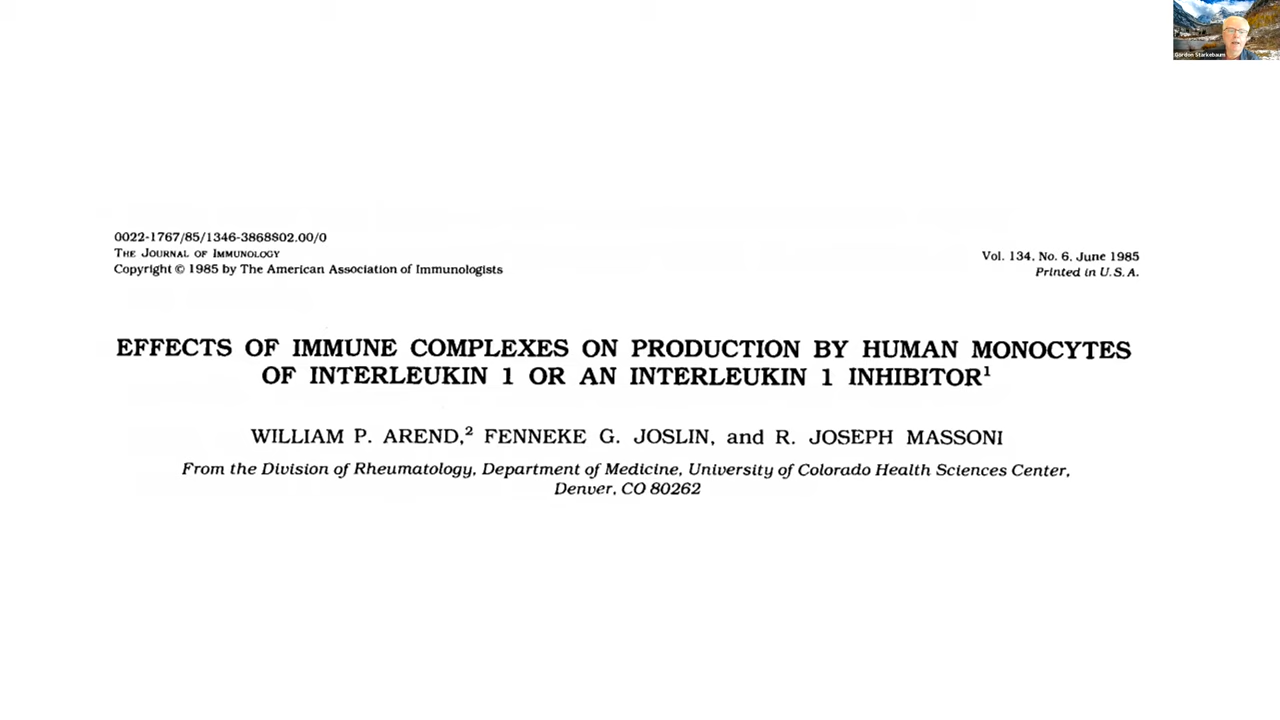 Gordon Starkebaum
0022-1767/85/1346-3868$02.00/0
THE JOURNAL OF IMMUNOLOGY
Copyright © 1985 by The American Association of Immunologists
Vol. 134, No. 6, June 1985
Printed in U.S.A.
EFFECTS OF IMMUNE COMPLEXES ON PRODUCTION BY HUMAN MONOCYTES
OF INTERLEUKIN 1 OR AN INTERLEUKIN 1 INHIBITOR¹
WILLIAM P. AREND,² FENNEKE G. JOSLIN, and R. JOSEPH MASSONI
From the Division of Rheumatology, Department of Medicine, University of Colorado Health Sciences Center,
Denver, CO 80262